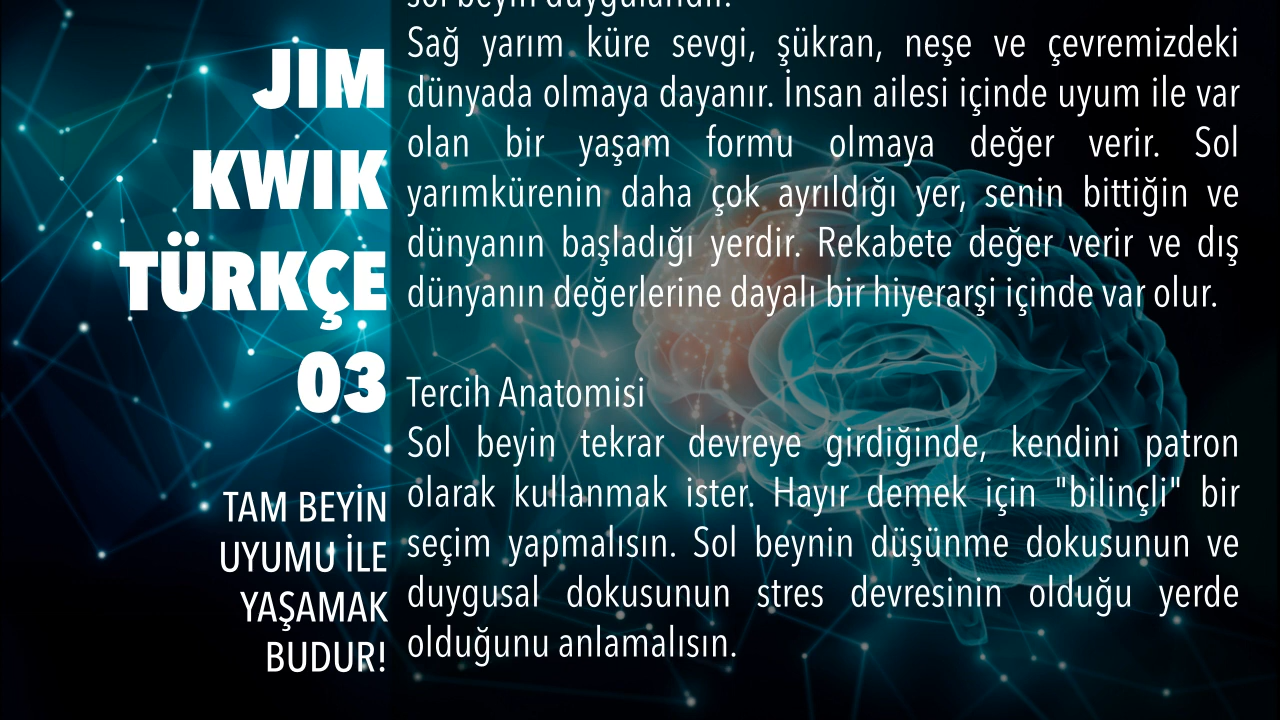 JIM
KWIK
TÜRKÇE
03
TAM BEYİN
UYUMU İLE
YAŞAMAK
BUDUR!
sol beyin duygularıdır.
Sağ yarım küre sevgi, şükran, neşe ve çevremizdeki
dünyada olmaya dayanır. İnsan ailesi içinde uyum ile var
olan bir yaşam formu olmaya değer verir. Sol
yarımkürenin daha çok ayrıldığı yer, senin bittiğin ve
dünyanın başladığı yerdir. Rekabete değer verir ve dış
dünyanın değerlerine dayalı bir hiyerarşi içinde var olur.
Tercih Anatomisi
Sol beyin tekrar devreye girdiğinde, kendini patron
olarak kullanmak ister. Hayır demek için "bilinçli" bir
seçim yapmalısın. Sol beynin düşünme dokusunun ve
duygusal dokusunun stres devresinin olduğu yerde
olduğunu anlamalısın.